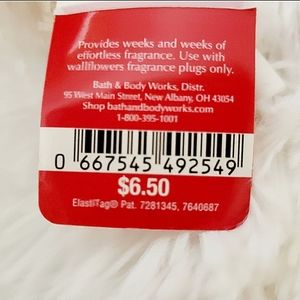 Provides weeks and weeks of
effortless fragrance. Use with
wallflowers fragrance plugs only.
Bath & Body Works, Distr.
95 West Main Street, New Albany, OH 43054
Shop bathandbodyworks.com
1-800-395-1001
0 667545 492549
$6.50
ElastiTag® Pat. 7281345, 7640687